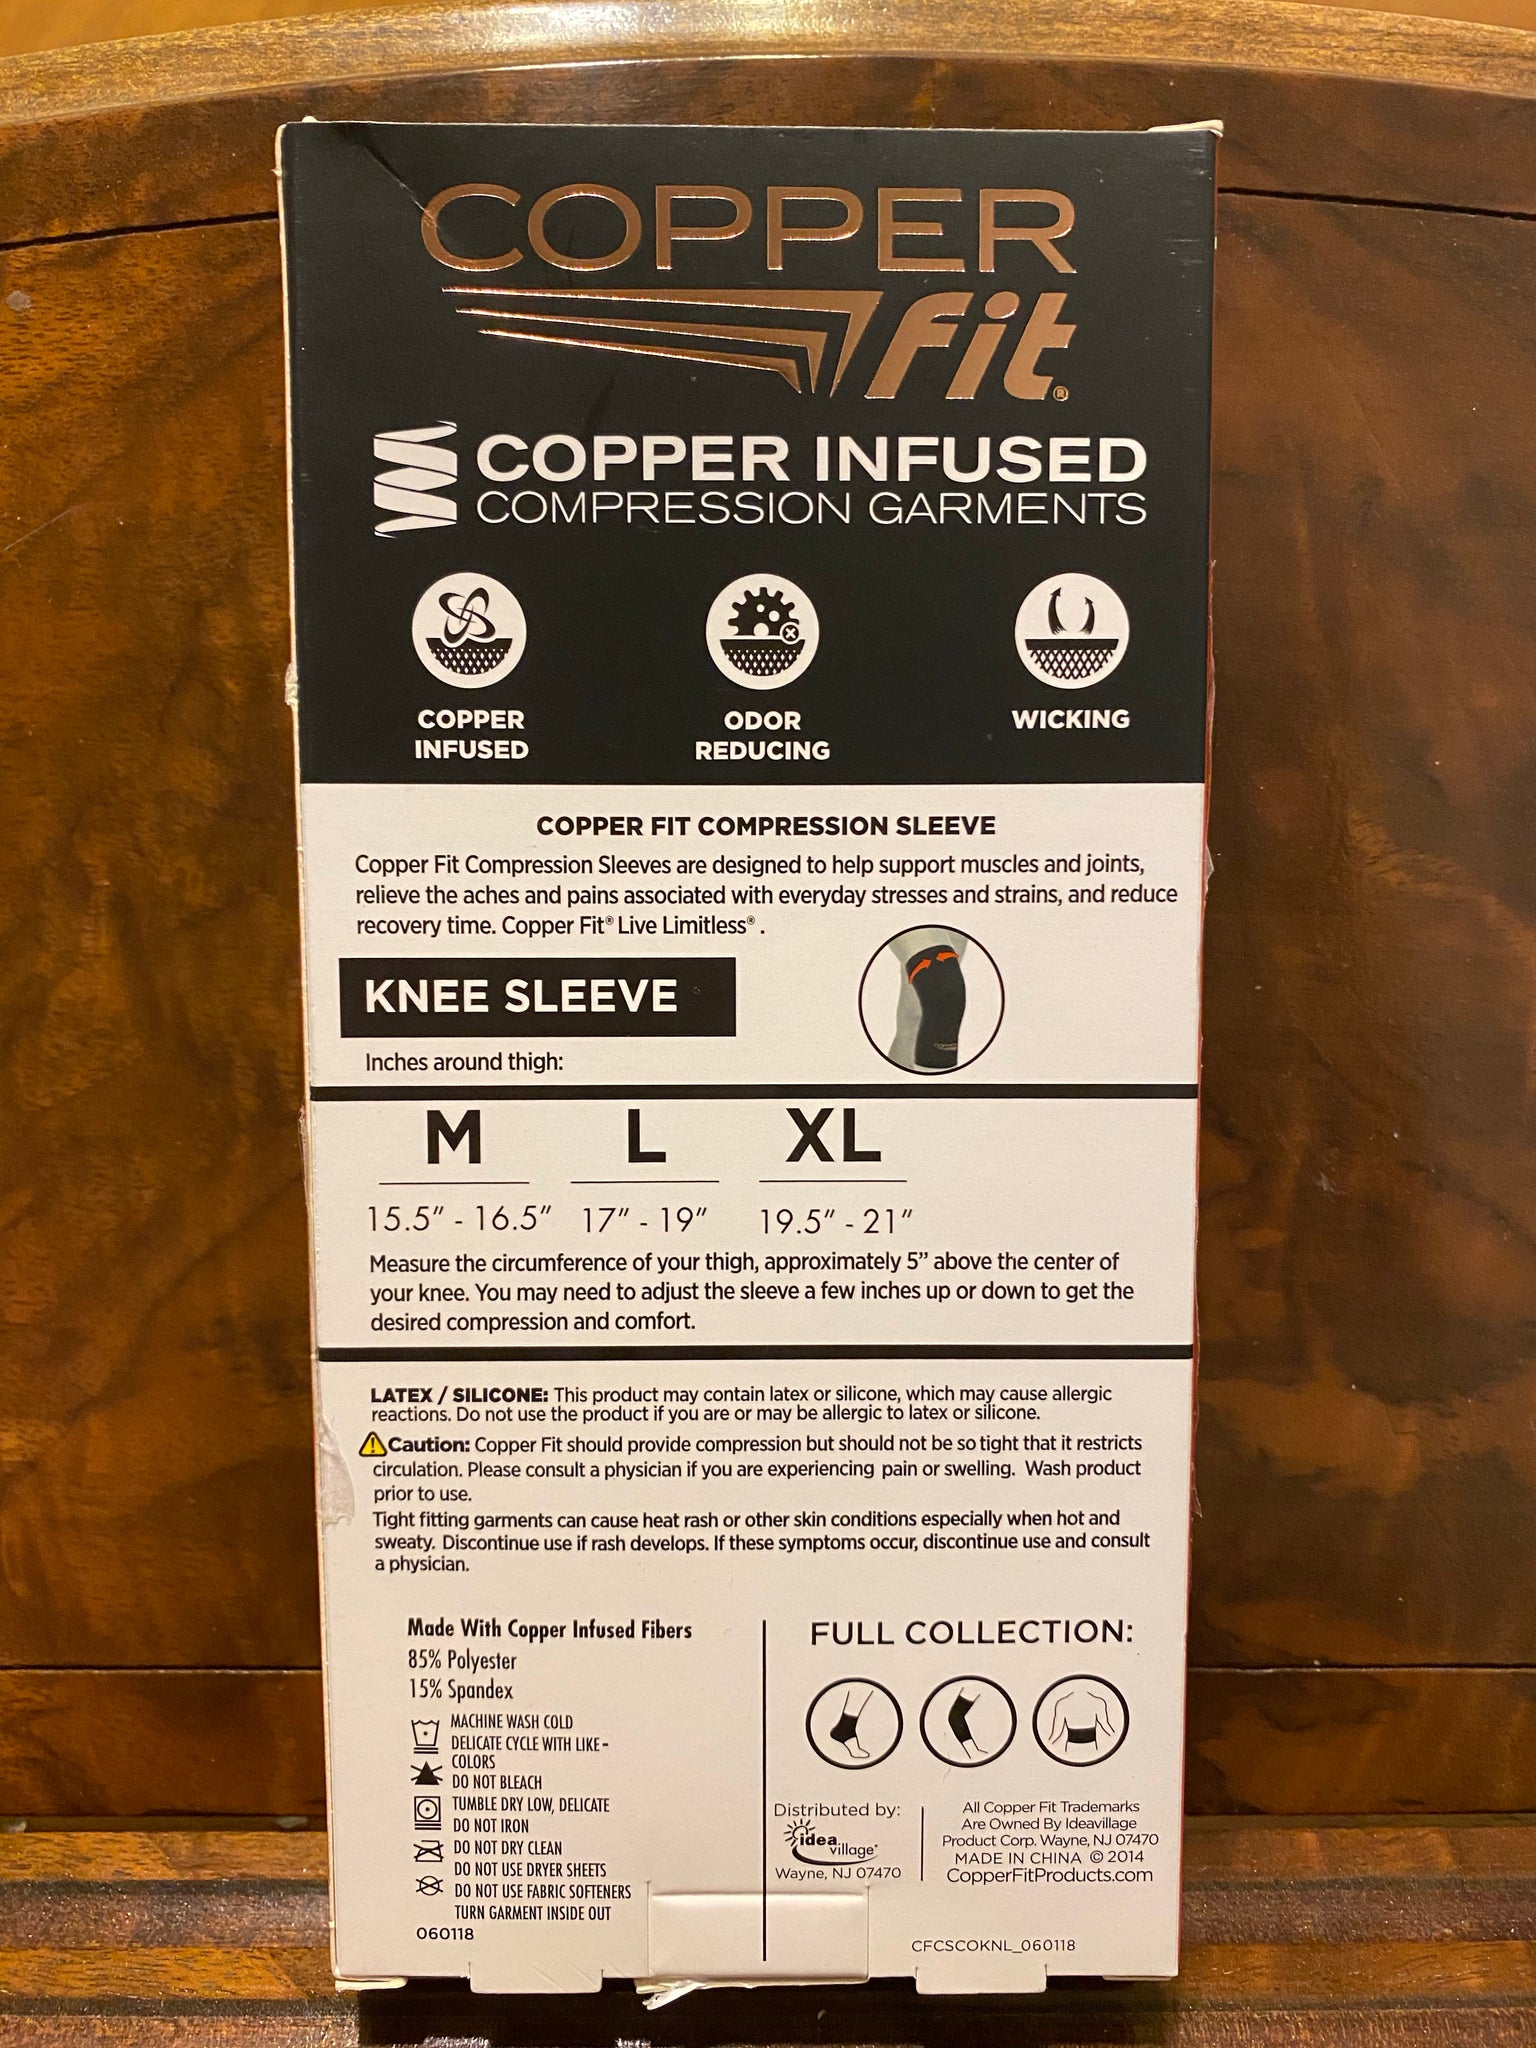 COPPER
fit®
COPPER INFUSED
COMPRESSION GARMENTS
COPPER
INFUSED
ODOR
REDUCING
WICKING
COPPER FIT COMPRESSION SLEEVE
Copper Fit Compression Sleeves are designed to help support muscles and joints,
relieve the aches and pains associated with everyday stresses and strains, and reduce
recovery time. Copper Fit® Live Limitless® .
KNEE SLEEVE
Inches around thigh:
M L XL
15.5” - 16.5” 17” - 19” 19.5” - 21”
Measure the circumference of your thigh, approximately 5” above the center of
your knee. You may need to adjust the sleeve a few inches up or down to get the
desired compression and comfort.
LATEX / SILICONE: This product may contain latex or silicone, which may cause allergic
reactions. Do not use the product if you are or may be allergic to latex or silicone.
Caution: Copper Fit should provide compression but should not be so tight that it restricts
circulation. Please consult a physician if you are experiencing pain or swelling. Wash product
prior to use.
Tight fitting garments can cause heat rash or other skin conditions especially when hot and
sweaty. Discontinue use if rash develops. If these symptoms occur, discontinue use and consult
a physician.
Made With Copper Infused Fibers
85% Polyester
15% Spandex
MACHINE WASH COLD
DELICATE CYCLE WITH LIKE-
COLORS
DO NOT BLEACH
TUMBLE DRY LOW, DELICATE
DO NOT IRON
DO NOT DRY CLEAN
DO NOT USE DRYER SHEETS
DO NOT USE FABRIC SOFTENERS
TURN GARMENT INSIDE OUT
060118
FULL COLLECTION:
Distributed by:
idea
village®
Wayne, NJ 07470
All Copper Fit Trademarks
Are Owned By Ideavillage
Product Corp. Wayne, NJ 07470
MADE IN CHINA © 2014
CopperFitProducts.com
CFCSCOKNL_060118